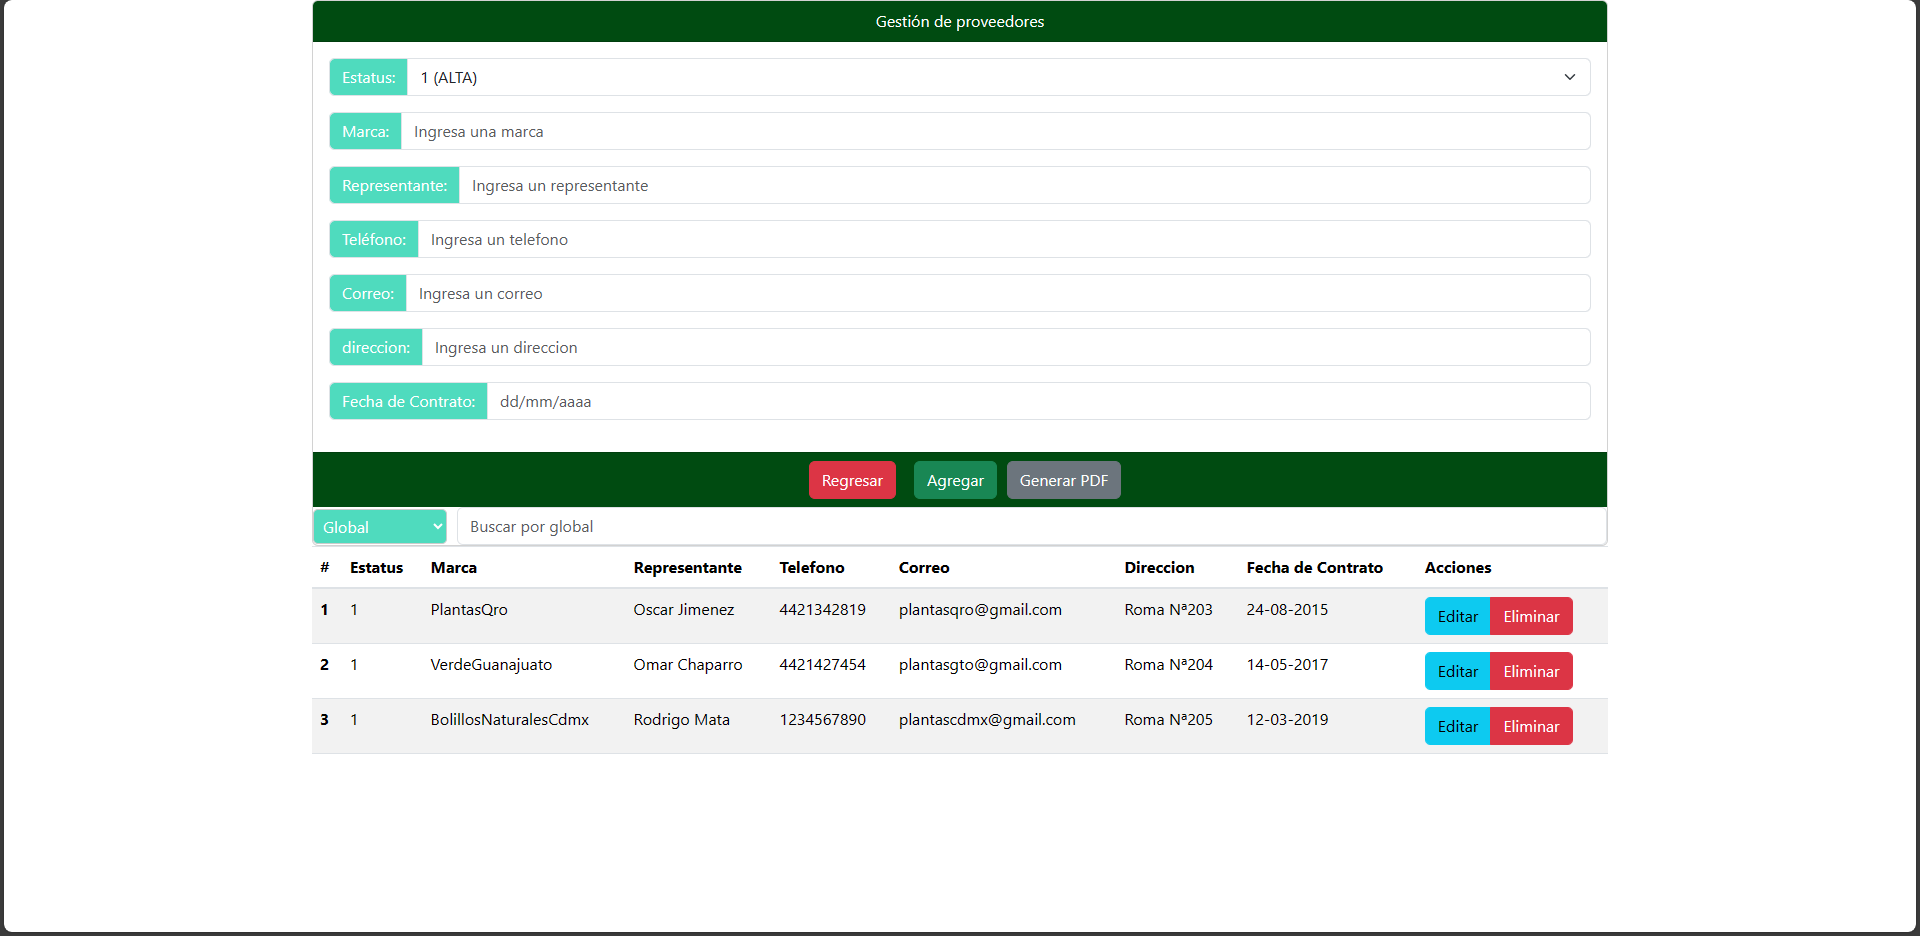 Gestión de proveedores
Estatus: 1 (ALTA)
Marca: Ingresa una marca
Representante: Ingresa un representante
Teléfono: Ingresa un telefono
Correo: Ingresa un correo
direccion: Ingresa un direccion
Fecha de Contrato: dd/mm/aaaa
Regresar Agregar Generar PDF
Global Buscar por global
# Estatus Marca Representante Telefono Correo Direccion Fecha de Contrato Acciones
1 1 PlantasQro Oscar Jimenez 4421342819 plantasqro@gmail.com Roma Nª203 24-08-2015 Editar Eliminar
2 1 VerdeGuanajuato Omar Chaparro 4421427454 plantasgto@gmail.com Roma Nª204 14-05-2017 Editar Eliminar
3 1 BolillosNaturalesCdmx Rodrigo Mata 1234567890 plantascdmx@gmail.com Roma Nª205 12-03-2019 Editar Eliminar